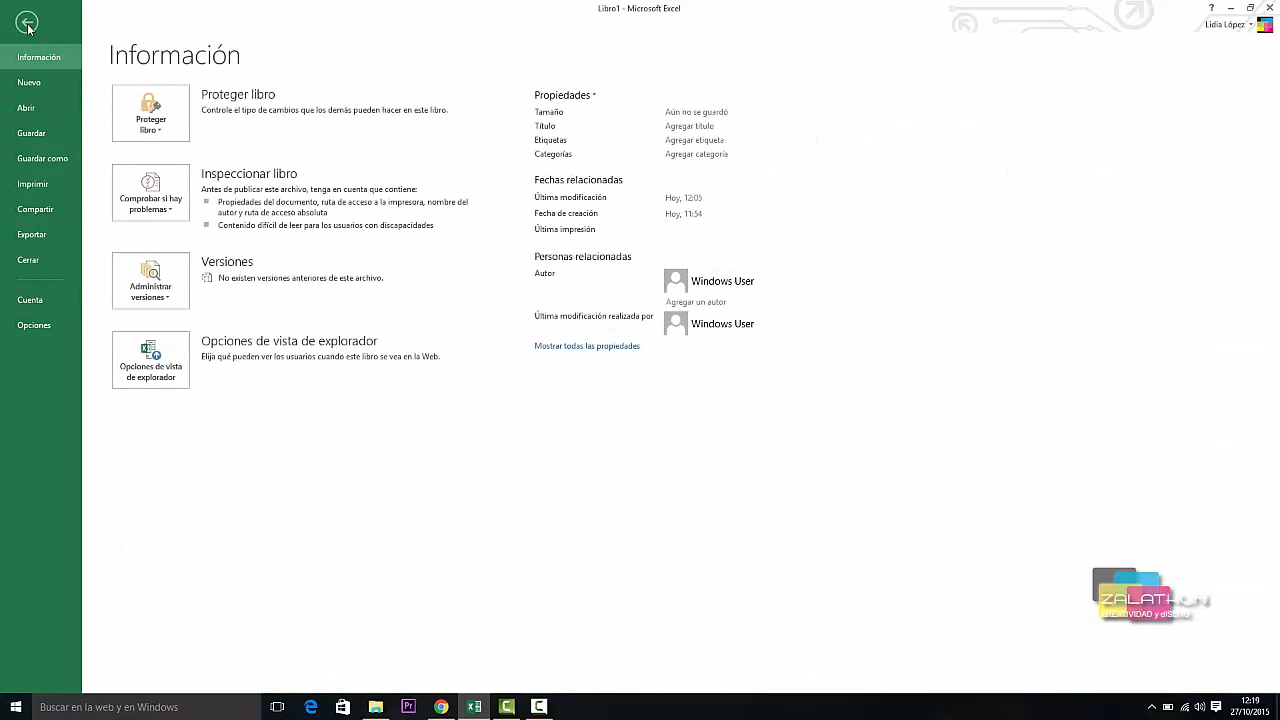 Libro1 - Microsoft Excel
?
Lidia López
Información
Nuevo
Abrir
Guardar
Guardar como
Imprimir
Compartir
Exportar
Cerrar
Cuenta
Opciones
Información
Proteger libro
Proteger libro
Controle el tipo de cambios que los demás pueden hacer en este libro.
Comprobar si hay problemas
Inspeccionar libro
Antes de publicar este archivo, tenga en cuenta que contiene:
Propiedades del documento, ruta de acceso a la impresora, nombre del
autor y ruta de acceso absoluta
Contenido difícil de leer para los usuarios con discapacidades
Administrar versiones
Versiones
No existen versiones anteriores de este archivo.
Opciones de vista de explorador
Opciones de vista de explorador
Elija qué pueden ver los usuarios cuando este libro se vea en la Web.
Propiedades
Tamaño Aún no se guardó
Título Agregar título
Etiquetas Agregar etiqueta
Categorías Agregar categoría
Fechas relacionadas
Última modificación Hoy, 12:05
Fecha de creación Hoy, 11:54
Última impresión
Personas relacionadas
Autor
Windows User
Agregar un autor
Última modificación realizada por
Windows User
Mostrar todas las propiedades
ZALATHUN
CREATIVIDAD y diSEÑO
Buscar en la web y en Windows
Pr
12:19
27/10/2015